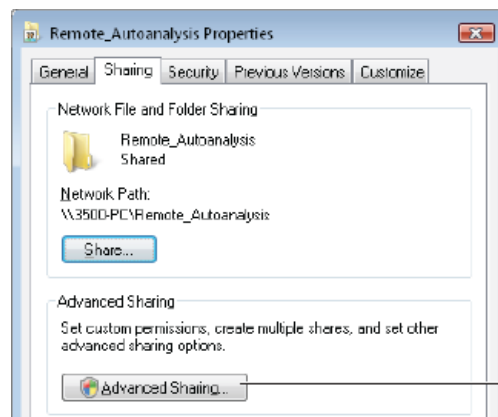 Remote_Autoanalysis Properties
General Sharing Security Previous Versions Customize
Network File and Folder Sharing
Remote_Autoanalysis
Shared
Network Path:
\\3500-PC\Remote_Autoanalysis
Share...
Advanced Sharing
Set custom permissions, create multiple shares, and set other
advanced sharing options.
Advanced Sharing...